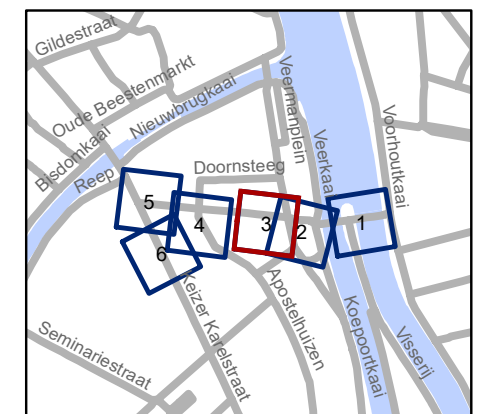 Gildestraat
Oude Beestenmarkt
Nieuwbrugkaai
Bisdomkaai
Reep
Doornsteeg
Veermanplein
Veerkaai
Voorhoutkaai
5
4
3
2
1
6
Keizer Karelstraat
Apostelhuizen
Koepoortkaai
Visserij
Seminariestraat